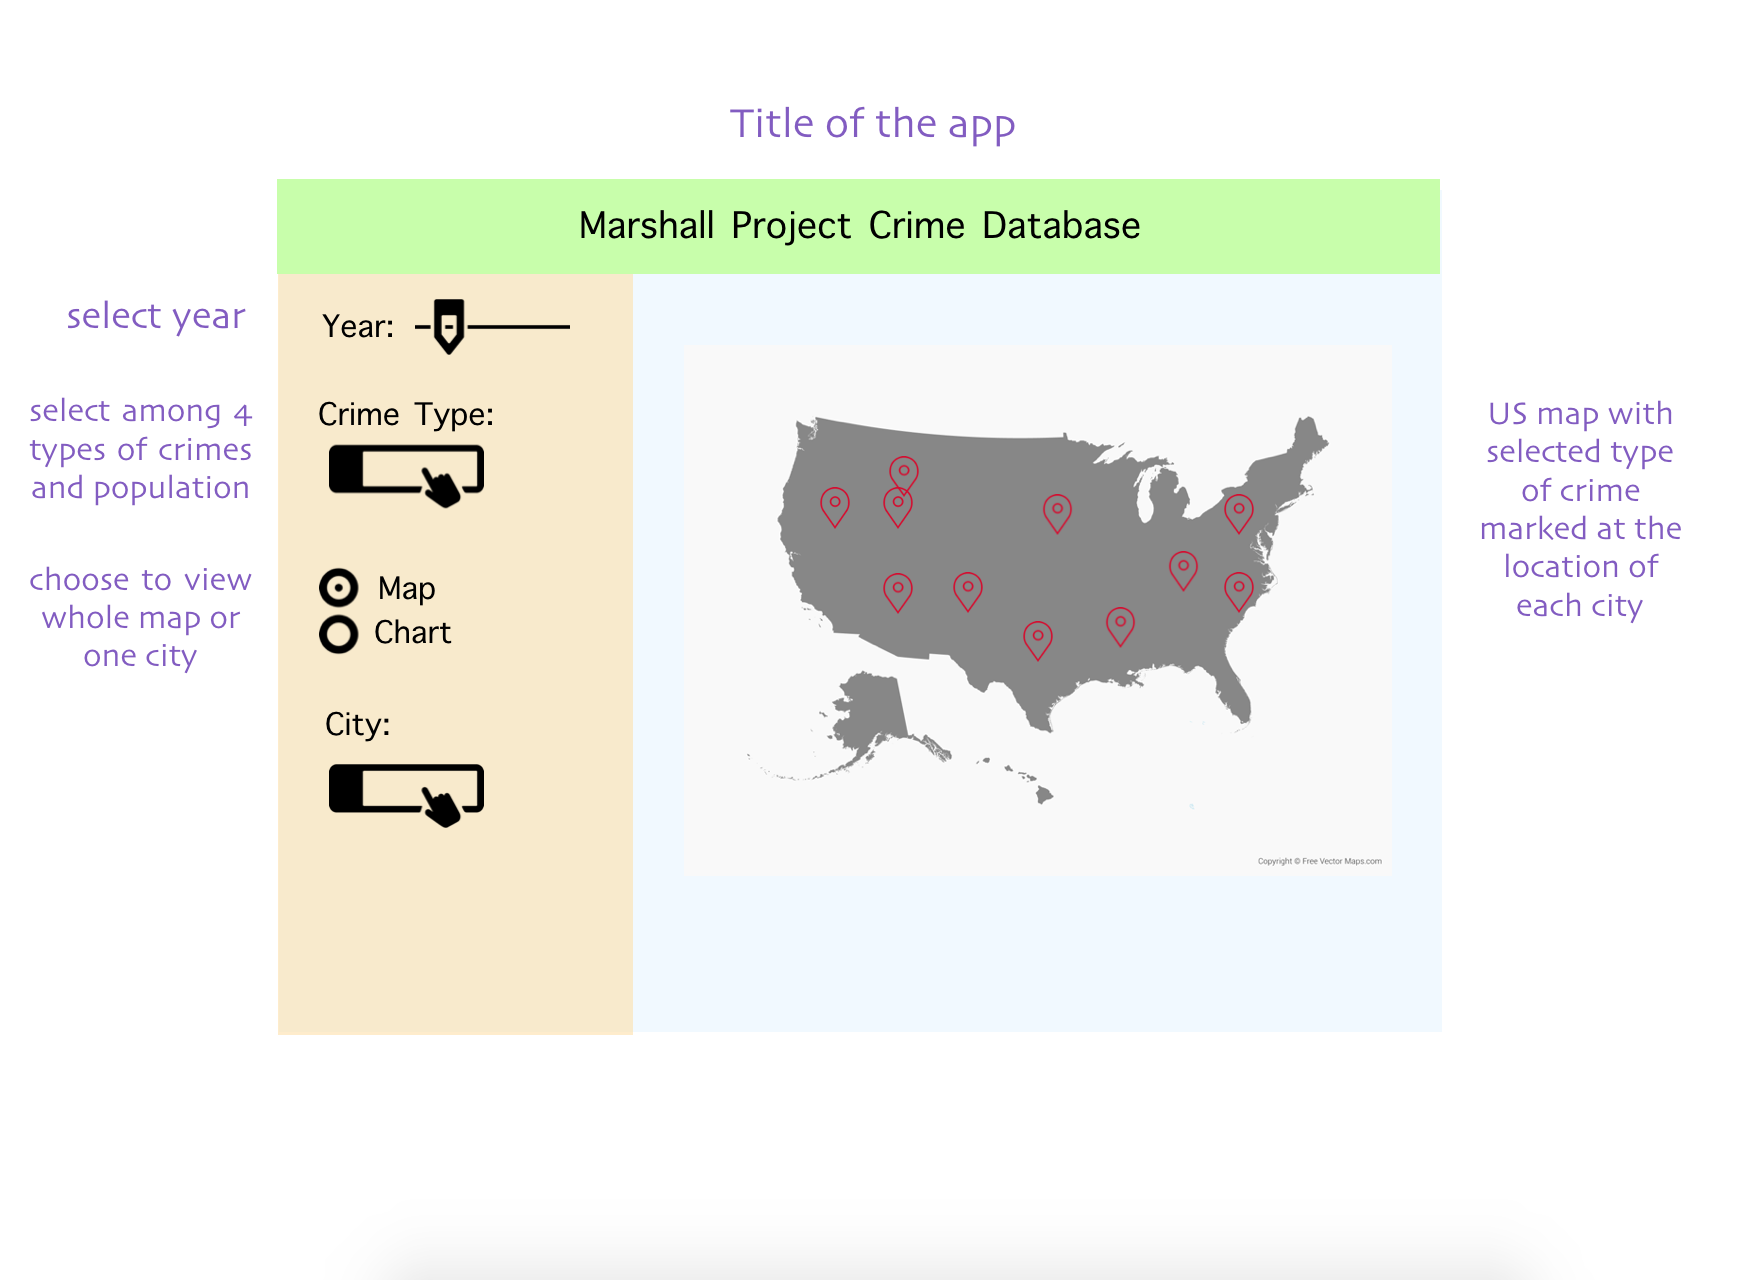 Title of the app
Marshall Project Crime Database
select year
Year:
select among 4
types of crimes
and population
Crime Type:
choose to view
whole map or
one city
Map
Chart
City:
US map with
selected type
of crime
marked at the
location of
each city
Copyright © Free Vector Maps.com